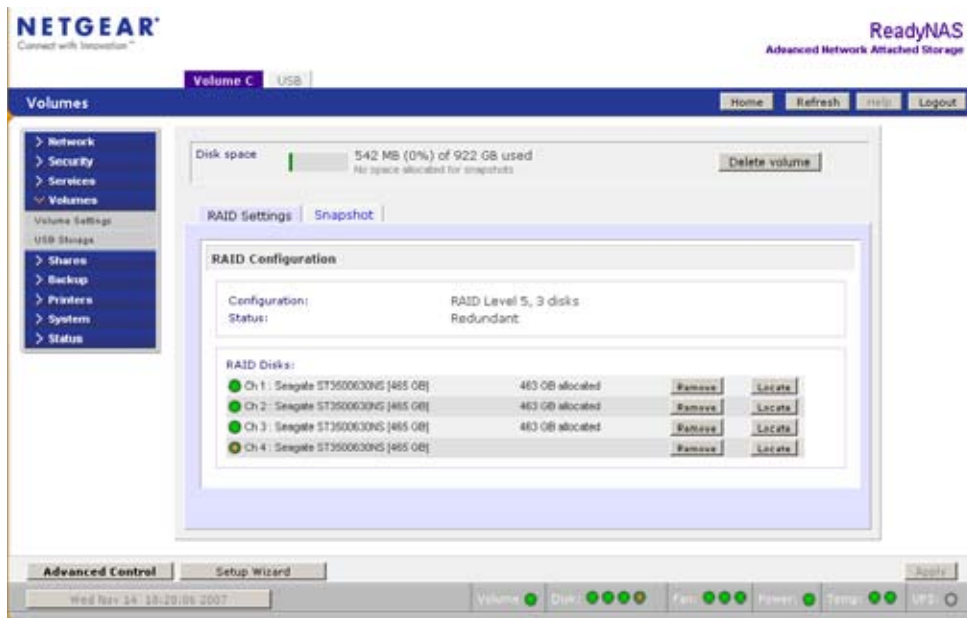 NETGEAR
Connect with Innovation™
ReadyNAS
Advanced Network Attached Storage
Volume C USB
Volumes
Home Refresh Help Logout
> Network
> Security
> Services
Volumes
Volume Settings
USB Storage
> Shares
> Backup
> Printers
> System
> Status
Disk space 542 MB (0%) of 922 GB used
No space allocated for snapshots
Delete volume
RAID Settings Snapshot
RAID Configuration
Configuration: RAID Level 5, 3 disks
Status: Redundant
RAID Disks:
Ch 1 : Seagate ST3500630NS [465 GB] 463 GB allocated Remove Locate
Ch 2 : Seagate ST3500630NS [465 GB] 463 GB allocated Remove Locate
Ch 3 : Seagate ST3500630NS [465 GB] 463 GB allocated Remove Locate
Ch 4 : Seagate ST3500630NS [465 GB] Remove Locate
Advanced Control Setup Wizard Apply
Wed Nov 14 18:20:06 2007 Volume: Disk: Fan: Power: Temp: UPS: